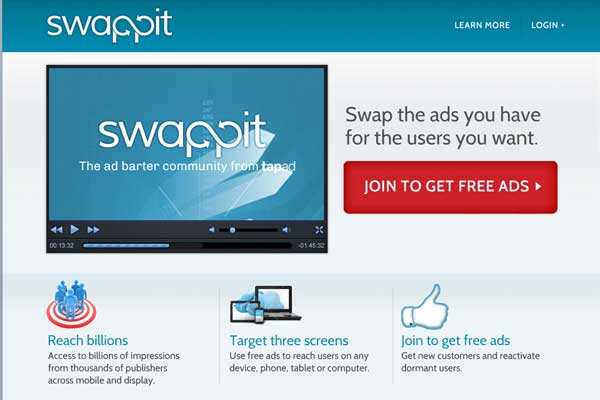 swappit
LEARN MORE
LOGIN +
swappit
The ad barter community from tapad
Swap the ads you have
for the users you want.
JOIN TO GET FREE ADS
00:13:32
-01:45:32
Reach billions
Access to billions of impressions
from thousands of publishers
across mobile and display.
Target three screens
Use free ads to reach users on any
device, phone, tablet or computer.
Join to get free ads
Get new customers and reactivate
dormant users.